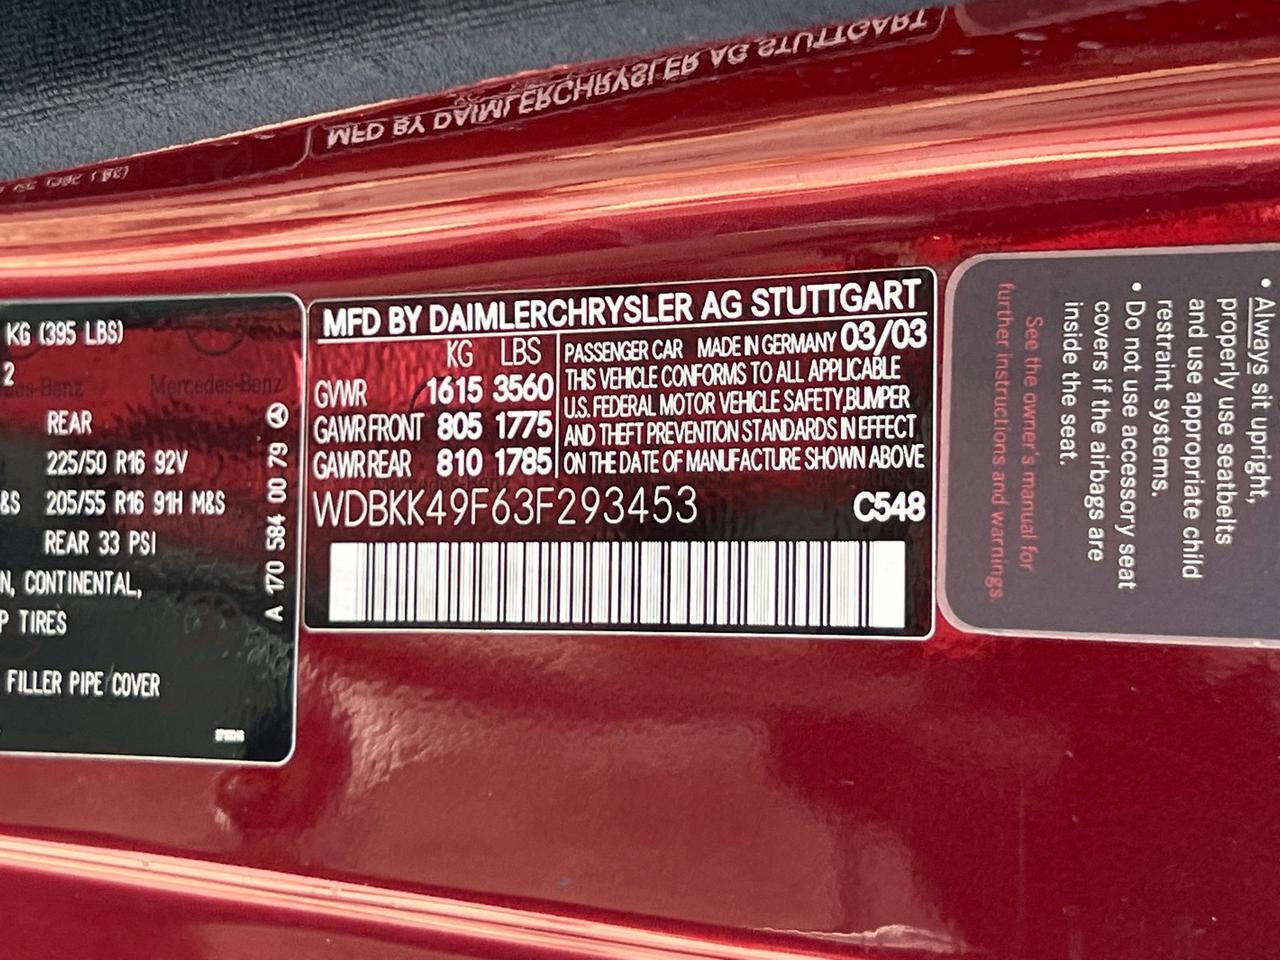 MFD BY DAIMLERCHRYSLER AG STUTTGART
KG (395 LBS)
2
Mercedes-Benz
REAR
225/50 R16 92V
&S 205/55 R16 91H M&S
REAR 33 PSI
N, CONTINENTAL,
P TIRES
FILLER PIPE COVER
A 170 584 00 79
MFD BY DAIMLERCHRYSLER AG STUTTGART
KG LBS
GVWR 1615 3560
GAWR FRONT 805 1775
GAWR REAR 810 1785
PASSENGER CAR MADE IN GERMANY 03/03
THIS VEHICLE CONFORMS TO ALL APPLICABLE
U.S. FEDERAL MOTOR VEHICLE SAFETY,BUMPER
AND THEFT PREVENTION STANDARDS IN EFFECT
ON THE DATE OF MANUFACTURE SHOWN ABOVE
WDBKK49F63F293453 C548
• Always sit upright,
properly use seatbelts
and use appropriate child
restraint systems.
• Do not use accessory seat
covers if the airbags are
inside the seat.
See the owner's manual for
further instructions and warnings.